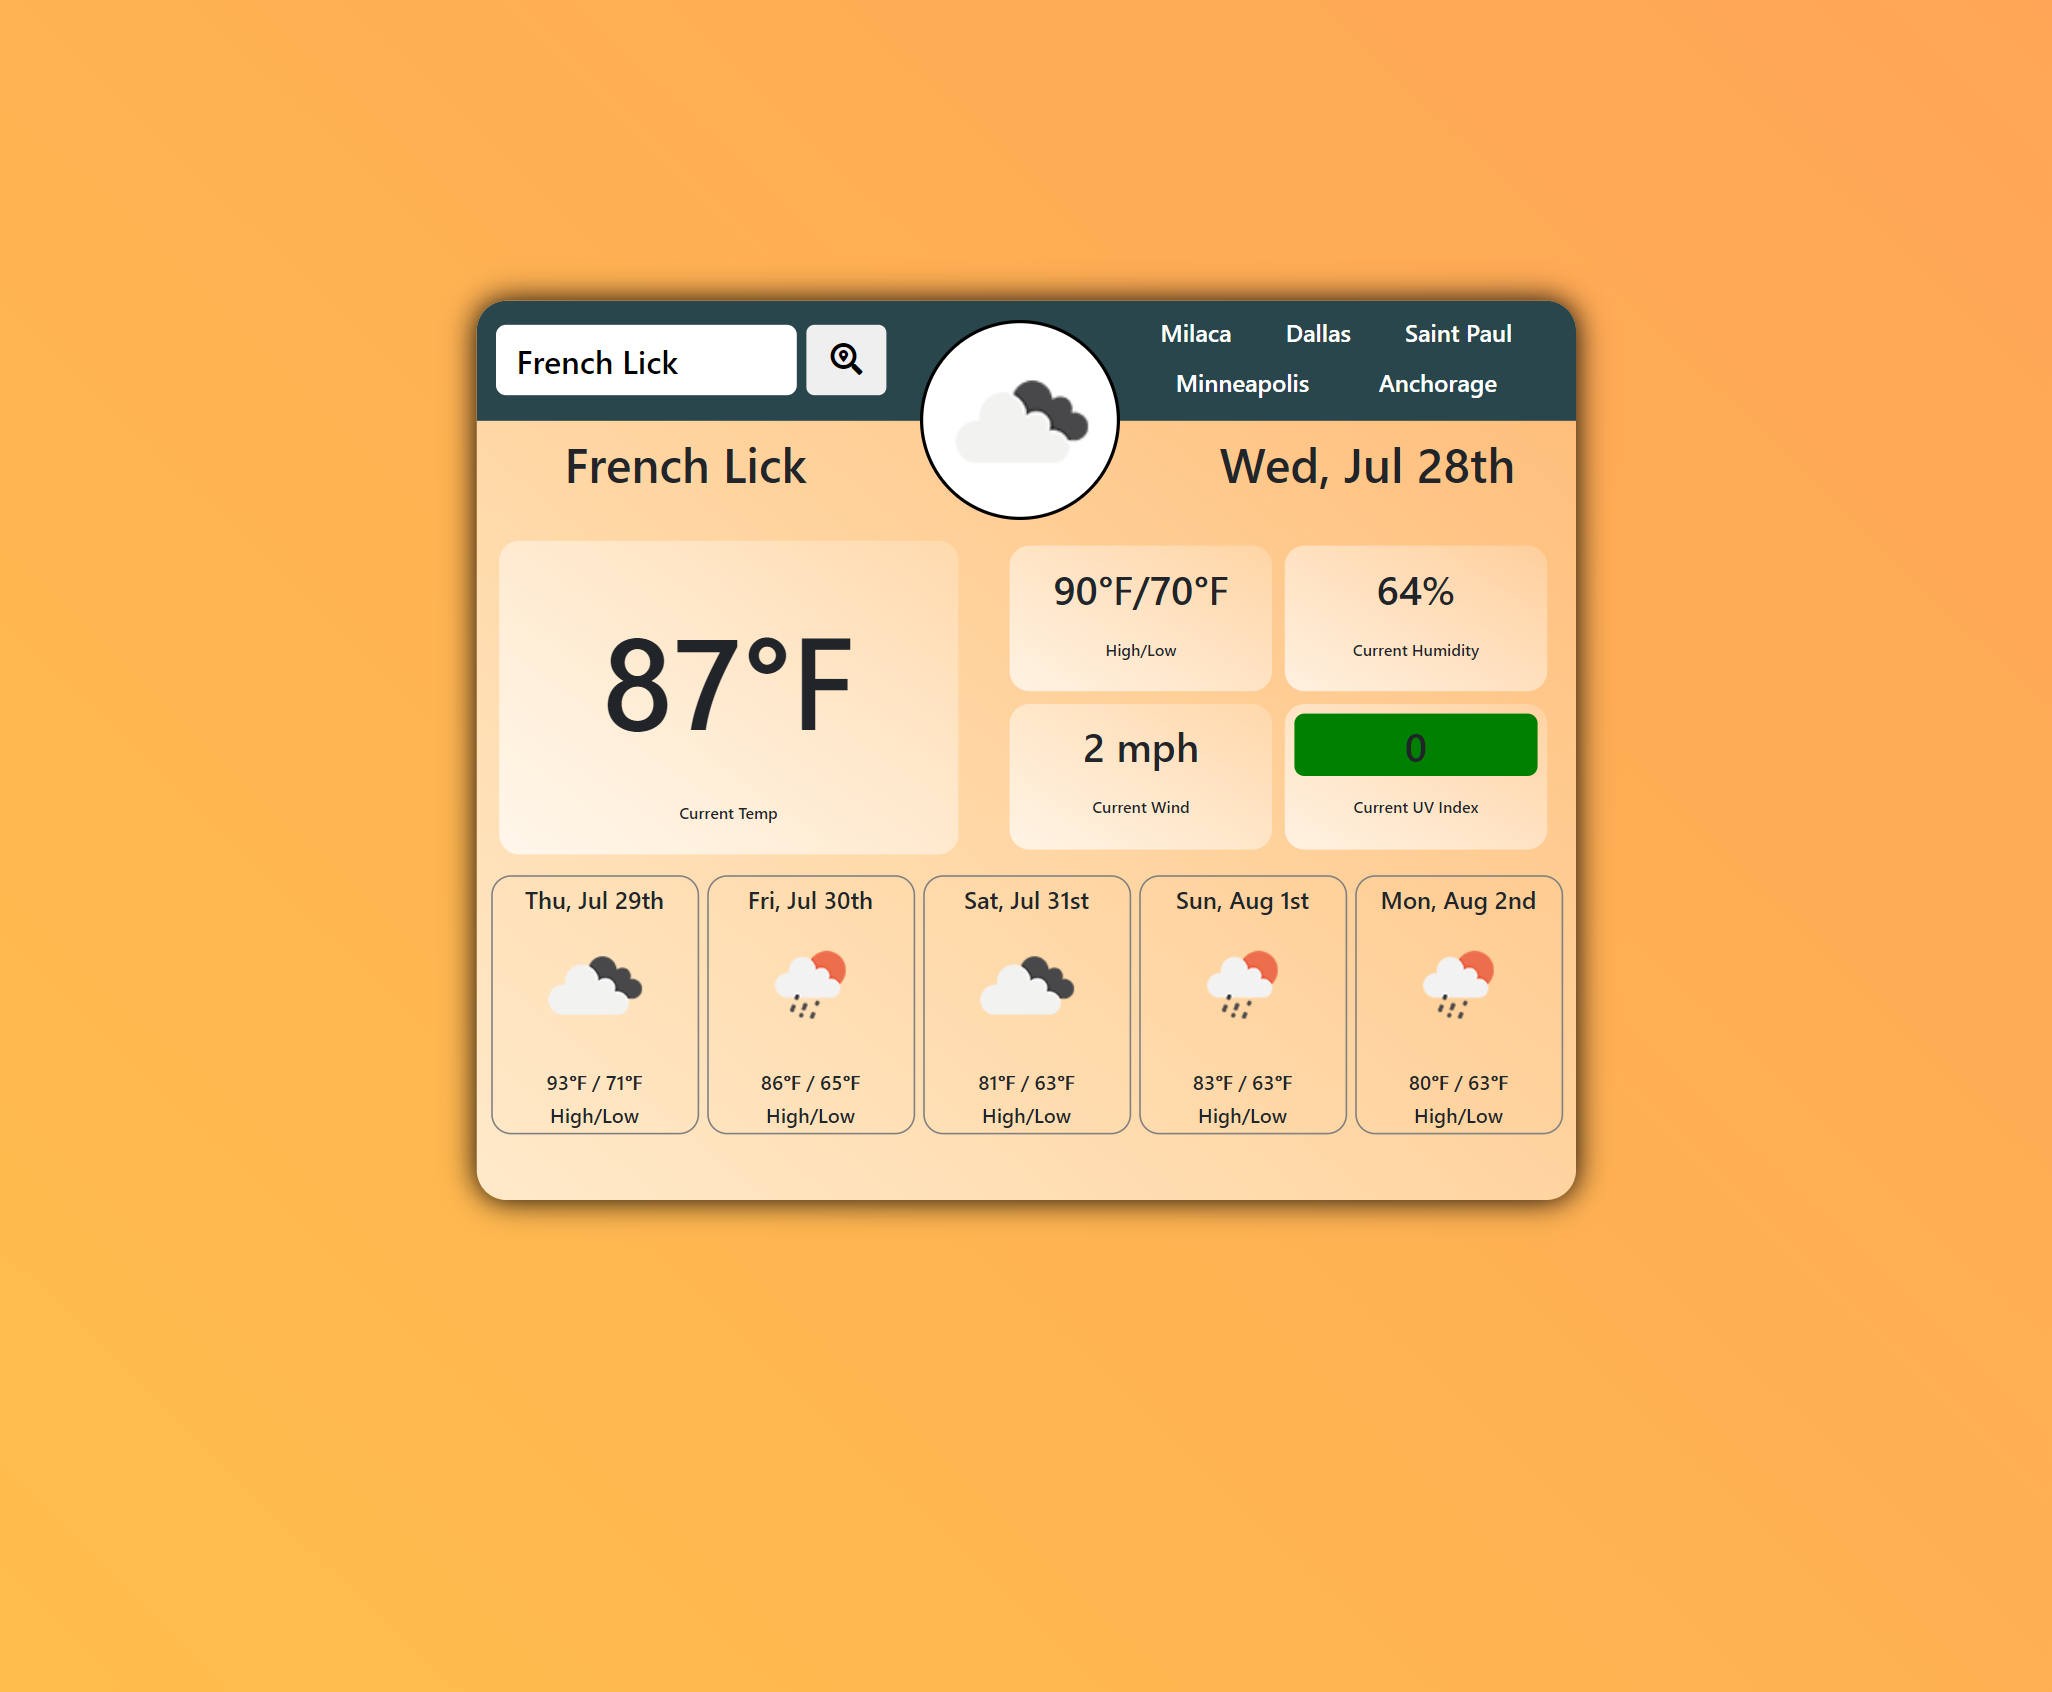 French Lick
Milaca Dallas Saint Paul
Minneapolis Anchorage
French Lick
Wed, Jul 28th
87°F
Current Temp
90°F/70°F
High/Low
64%
Current Humidity
2 mph
Current Wind
0
Current UV Index
Thu, Jul 29th
93°F / 71°F
High/Low
Fri, Jul 30th
86°F / 65°F
High/Low
Sat, Jul 31st
81°F / 63°F
High/Low
Sun, Aug 1st
83°F / 63°F
High/Low
Mon, Aug 2nd
80°F / 63°F
High/Low